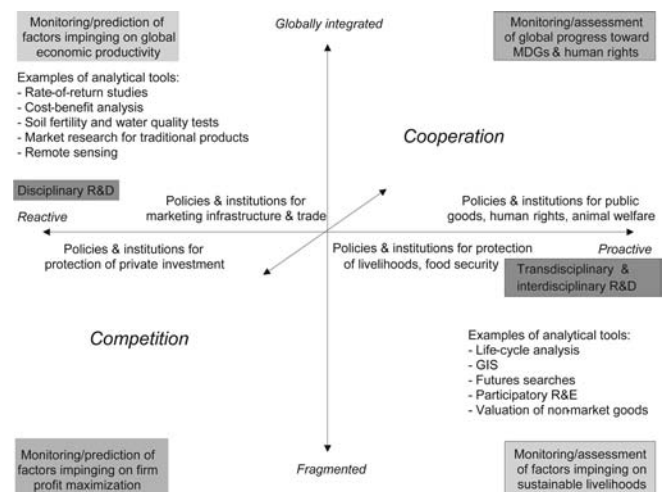 Monitoring/prediction of
factors impinging on global
economic productivity
Globally integrated
Monitoring/assessment
of global progress toward
MDGs & human rights
Examples of analytical tools:
- Rate-of-return studies
- Cost-benefit analysis
- Soil fertility and water quality tests
- Market research for traditional products
- Remote sensing
Cooperation
Disciplinary R&D
Reactive
Policies & institutions for
marketing infrastructure & trade
Policies & institutions for public
goods, human rights, animal welfare
Policies & institutions for
protection of private investment
Policies & institutions for protection
of livelihoods, food security
Proactive
Transdisciplinary &
interdisciplinary R&D
Competition
Examples of analytical tools:
- Life-cycle analysis
- GIS
- Futures searches
- Participatory R&E
- Valuation of non-market goods
Monitoring/prediction of
factors impinging on firm
profit maximization
Fragmented
Monitoring/assessment
of factors impinging on
sustainable livelihoods